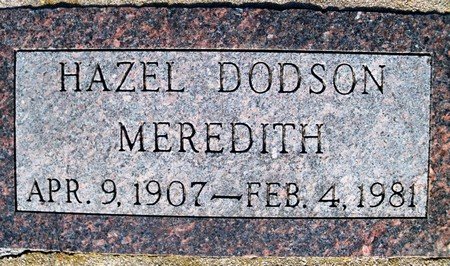 HAZEL DODSON
MEREDITH
APR. 9, 1907—FEB. 4, 1981